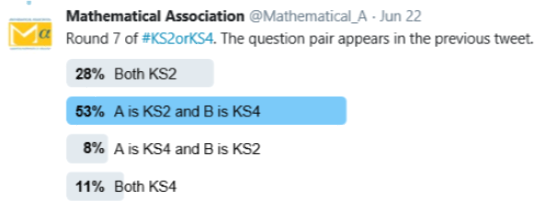 Mathematical Association @Mathematical_A · Jun 22
Round 7 of #KS2orKS4. The question pair appears in the previous tweet.
28% Both KS2
53% A is KS2 and B is KS4
8% A is KS4 and B is KS2
11% Both KS4